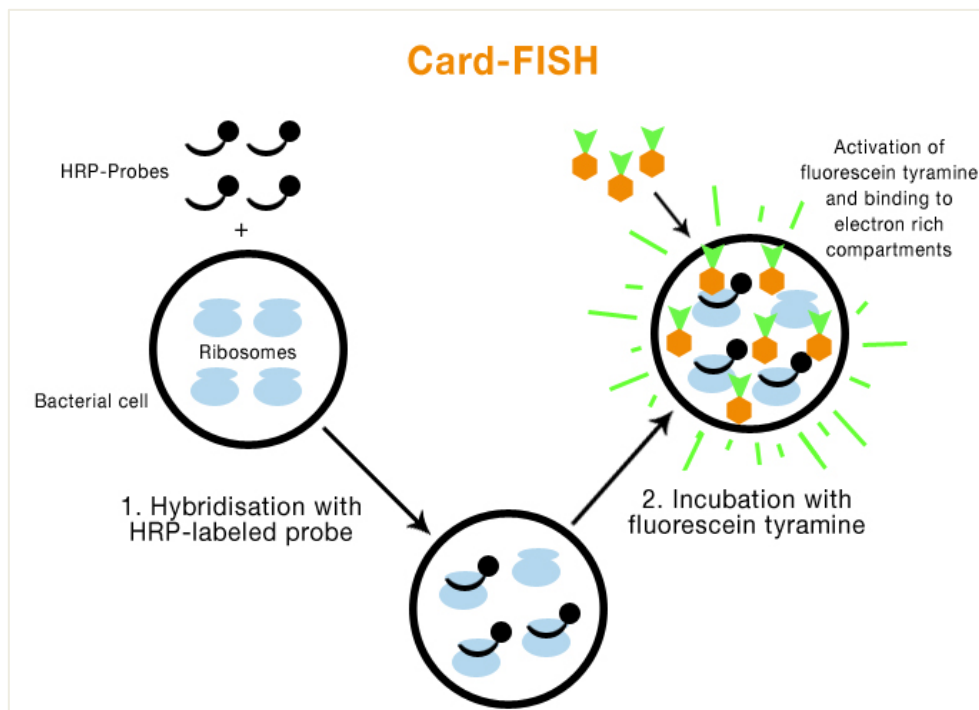 Card-FISH
HRP-Probes
+
Ribosomes
Bacterial cell
1. Hybridisation with
HRP-labeled probe
2. Incubation with
fluorescein tyramine
Activation of
fluorescein tyramine
and binding to
electron rich
compartments